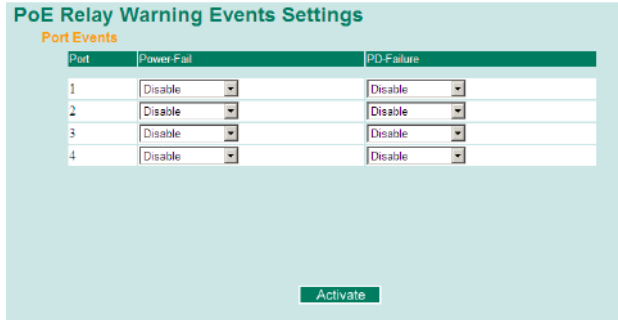 PoE Relay Warning Events Settings
Port Events
Port Power-Fail PD-Failure
1 Disable Disable
2 Disable Disable
3 Disable Disable
4 Disable Disable
Activate